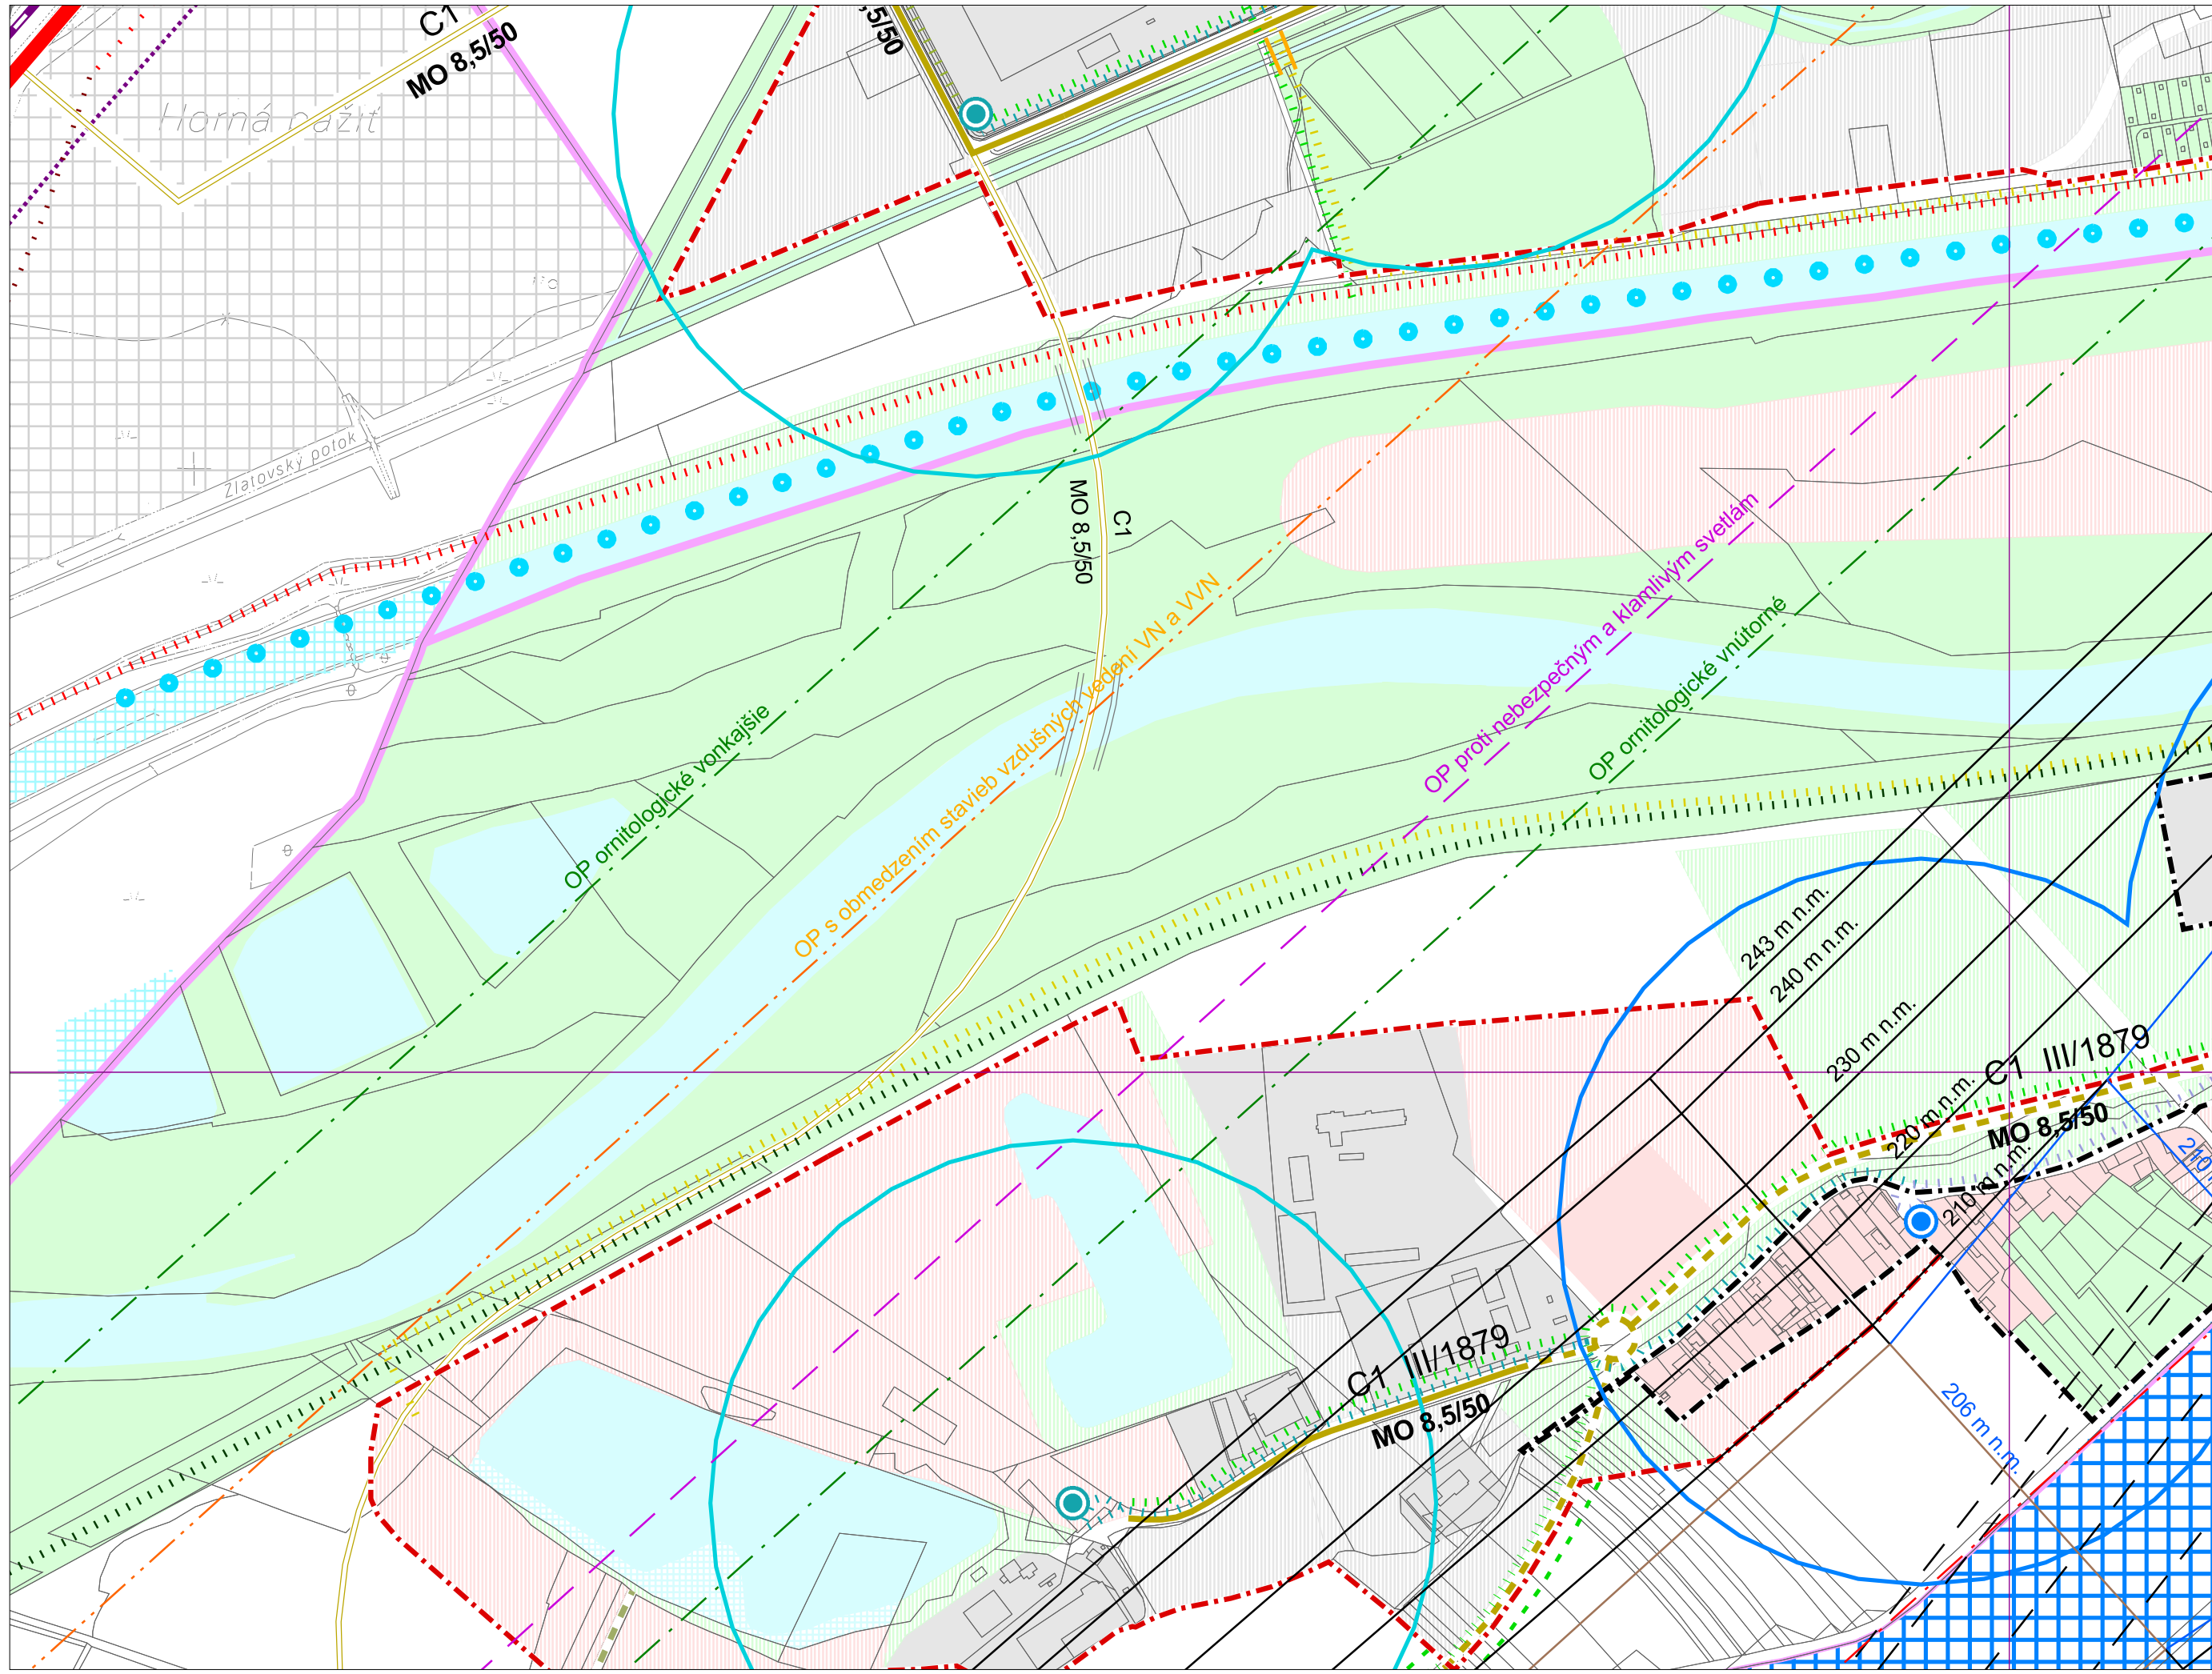 C1
MO 8,5/50
,5/50
Horná pažiť
Zlatovský potok
MO 8,5/50
C1
OP ornitologické vonkajšie
OP s obmedzením stavieb vzdušných vedení VN a VVN
OP proti nebezpečným a klamlivým svetlám
OP ornitologické vnútorné
243 m n.m.
240 m n.m.
230 m n.m.
220 m n.m.
210 m n.m.
C1 III/1879
MO 8,5/50
210
C1 III/1879
MO 8,5/50
206 m n.m.